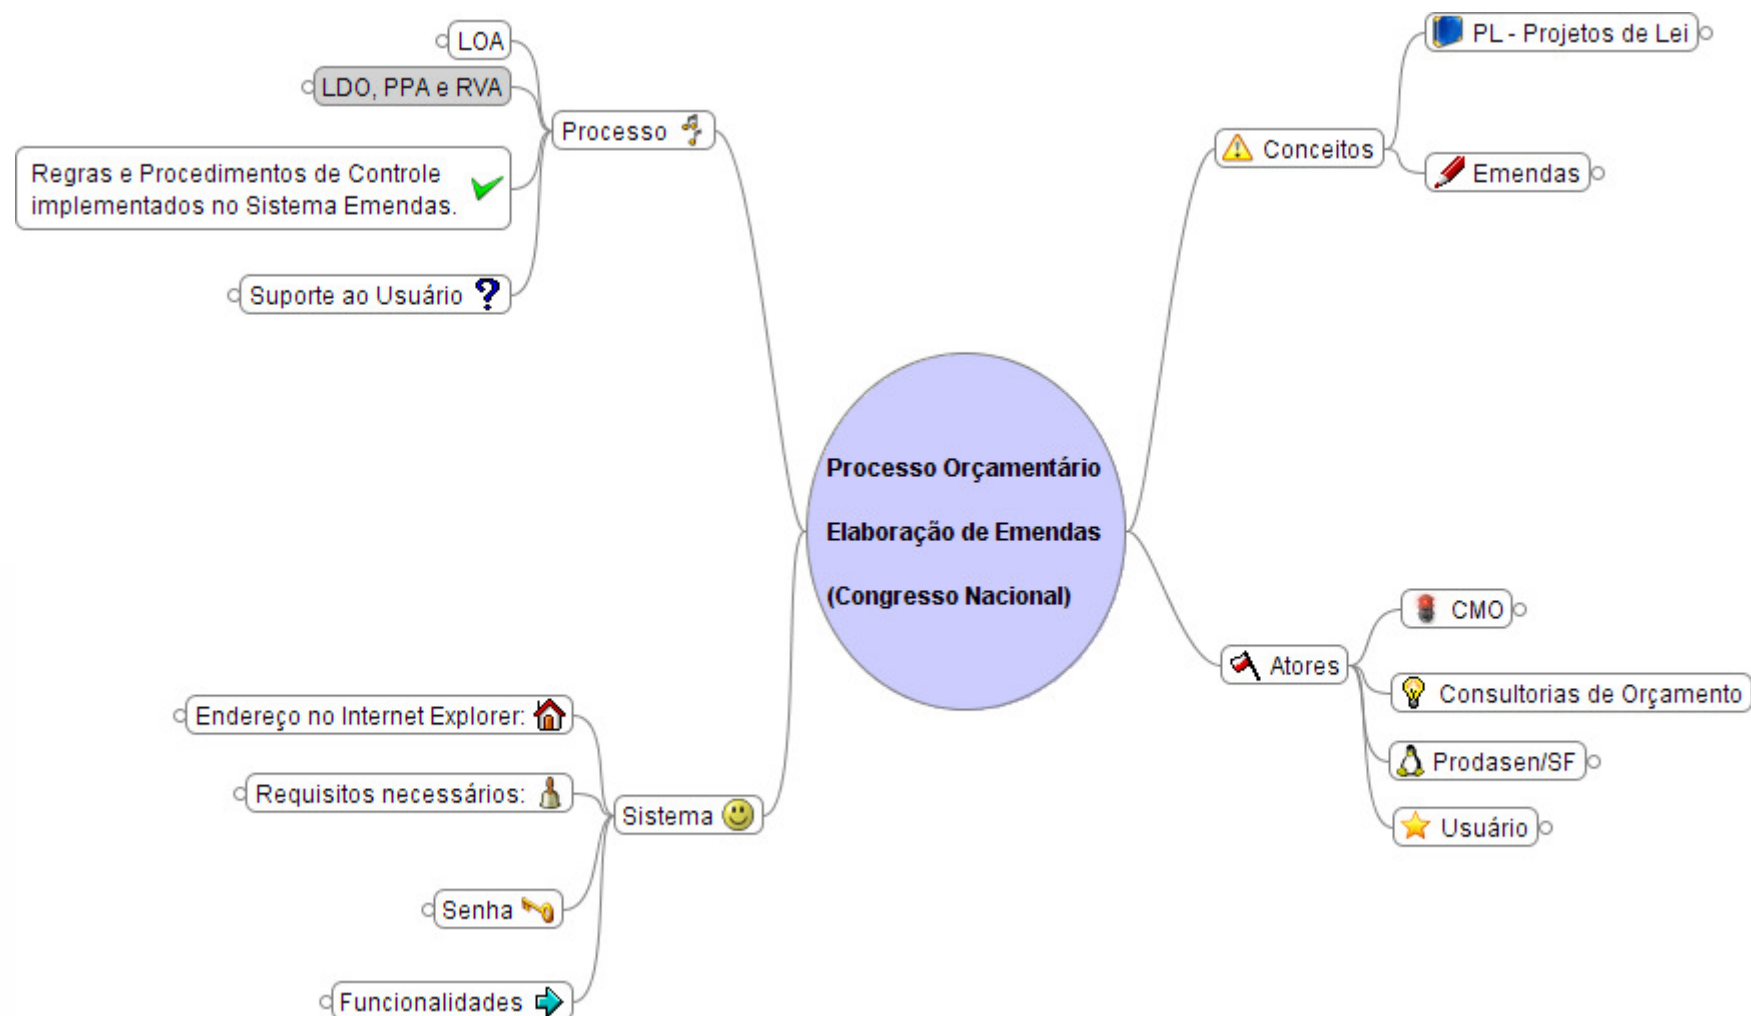 LOA
LDO, PPA e RVA
Processo
Regras e Procedimentos de Controle
implementados no Sistema Emendas.
Suporte ao Usuário
PL - Projetos de Lei
Conceitos
Emendas
Processo Orçamentário
Elaboração de Emendas
(Congresso Nacional)
CMO
Atores
Consultorias de Orçamento
Prodasen/SF
Usuário
Endereço no Internet Explorer:
Requisitos necessários:
Sistema
Senha
Funcionalidades